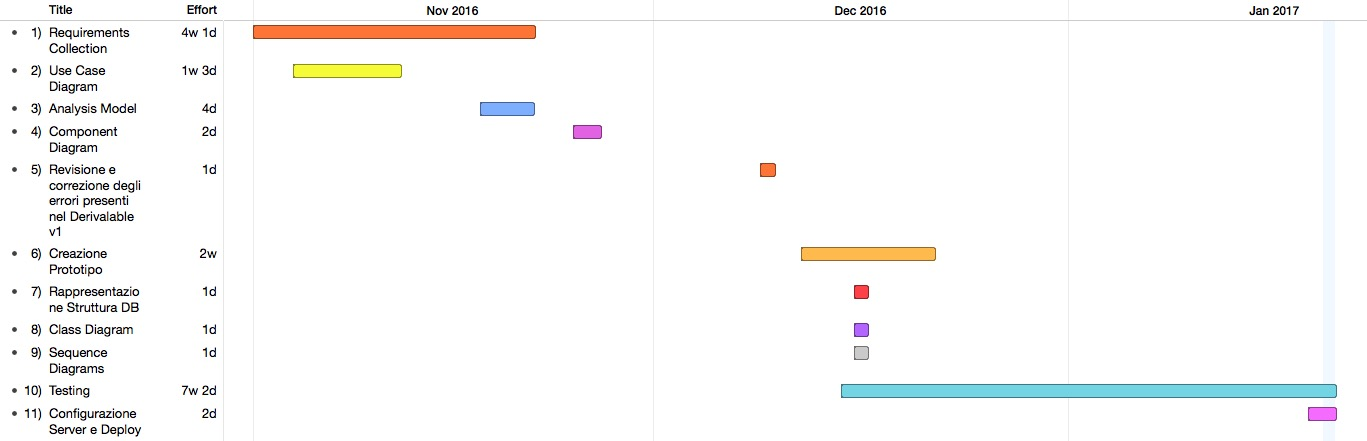 Title Effort Nov 2016 Dec 2016 Jan 2017
1) Requirements 4w 1d
Collection
2) Use Case 1w 3d
Diagram
3) Analysis Model 4d
4) Component 2d
Diagram
5) Revisione e 1d
correzione degli
errori presenti
nel Derivalable
v1
6) Creazione 2w
Prototipo
7) Rappresentazio 1d
ne Struttura DB
8) Class Diagram 1d
9) Sequence 1d
Diagrams
10) Testing 7w 2d
11) Configurazione 2d
Server e Deploy